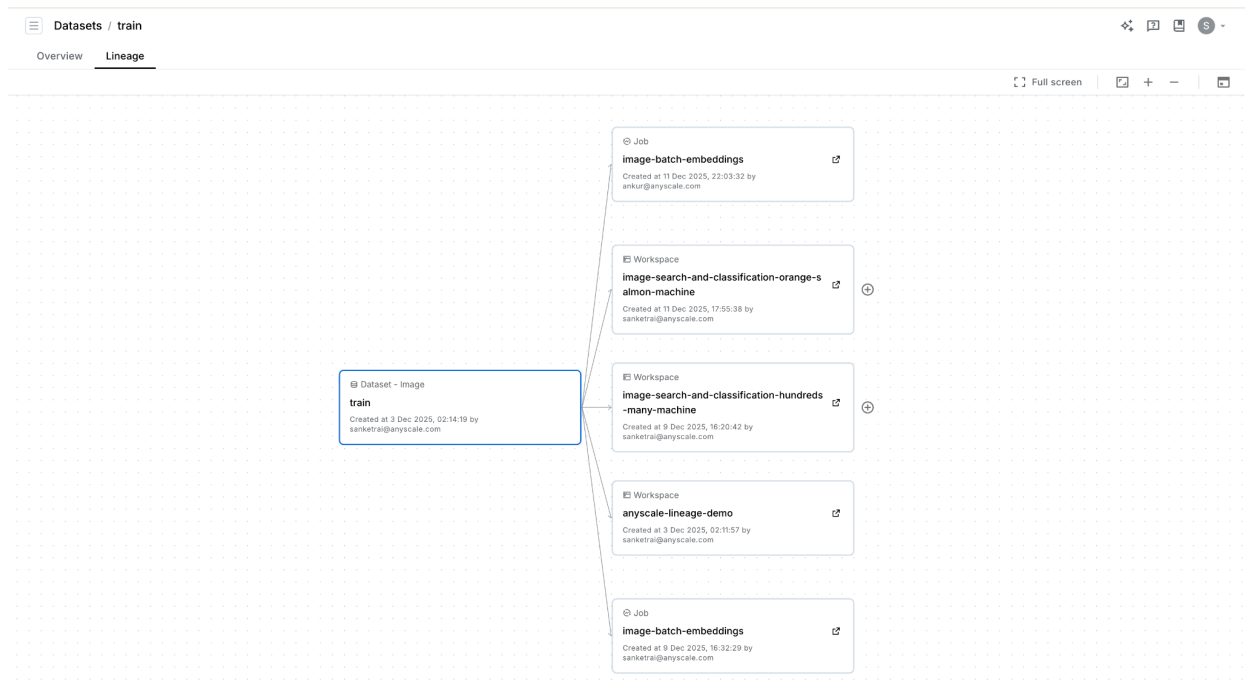 Datasets / train
S
Overview Lineage
Full screen
Job
image-batch-embeddings
Created at 11 Dec 2025, 22:03:32 by
ankur@anyscale.com
Workspace
image-search-and-classification-orange-s
almon-machine
Created at 11 Dec 2025, 17:55:38 by
sanketrai@anyscale.com
Dataset - Image
train
Created at 3 Dec 2025, 02:14:19 by
sanketrai@anyscale.com
Workspace
image-search-and-classification-hundreds
-many-machine
Created at 9 Dec 2025, 16:20:42 by
sanketrai@anyscale.com
Workspace
anyscale-lineage-demo
Created at 3 Dec 2025, 02:11:57 by
sanketrai@anyscale.com
Job
image-batch-embeddings
Created at 9 Dec 2025, 16:32:29 by
sanketrai@anyscale.com